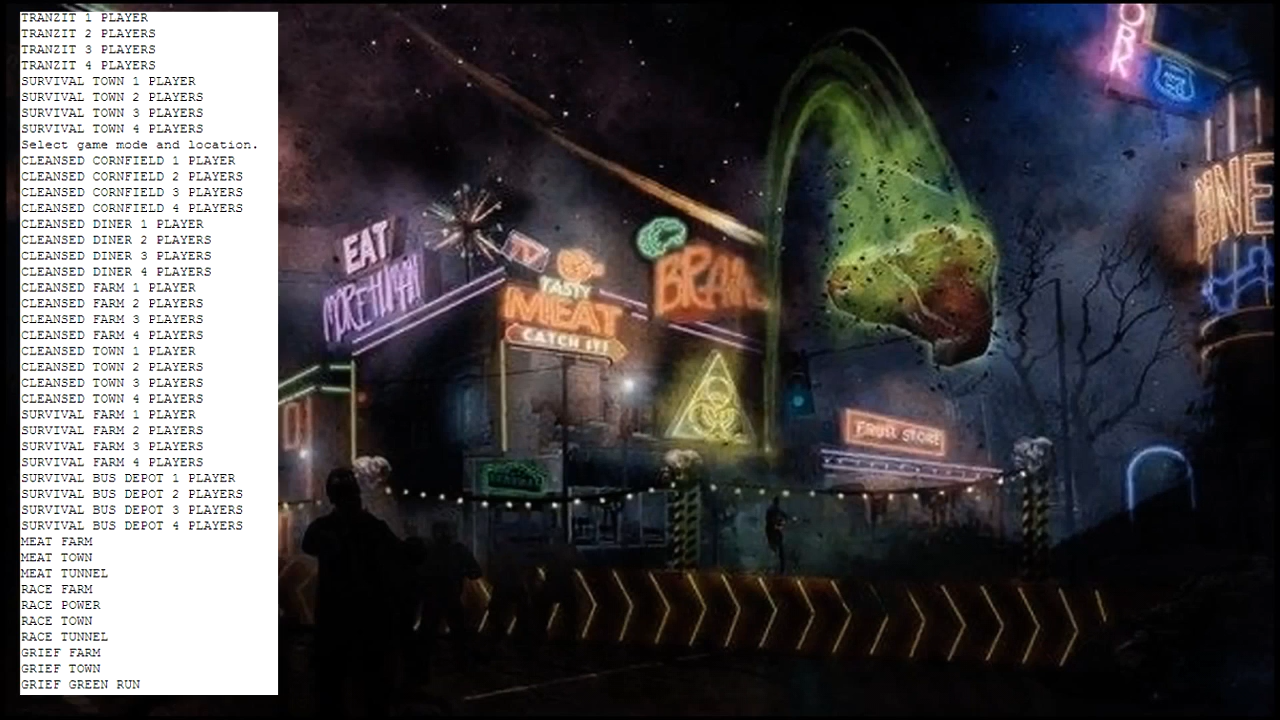 TRANZIT 1 PLAYER
TRANZIT 2 PLAYERS
TRANZIT 3 PLAYERS
TRANZIT 4 PLAYERS
SURVIVAL TOWN 1 PLAYER
SURVIVAL TOWN 2 PLAYERS
SURVIVAL TOWN 3 PLAYERS
SURVIVAL TOWN 4 PLAYERS
Select game mode and location.
CLEANSED CORNFIELD 1 PLAYER
CLEANSED CORNFIELD 2 PLAYERS
CLEANSED CORNFIELD 3 PLAYERS
CLEANSED CORNFIELD 4 PLAYERS
CLEANSED DINER 1 PLAYER
CLEANSED DINER 2 PLAYERS
CLEANSED DINER 3 PLAYERS
CLEANSED DINER 4 PLAYERS
CLEANSED FARM 1 PLAYER
CLEANSED FARM 2 PLAYERS
CLEANSED FARM 3 PLAYERS
CLEANSED FARM 4 PLAYERS
CLEANSED TOWN 1 PLAYER
CLEANSED TOWN 2 PLAYERS
CLEANSED TOWN 3 PLAYERS
CLEANSED TOWN 4 PLAYERS
SURVIVAL FARM 1 PLAYER
SURVIVAL FARM 2 PLAYERS
SURVIVAL FARM 3 PLAYERS
SURVIVAL FARM 4 PLAYERS
SURVIVAL BUS DEPOT 1 PLAYER
SURVIVAL BUS DEPOT 2 PLAYERS
SURVIVAL BUS DEPOT 3 PLAYERS
SURVIVAL BUS DEPOT 4 PLAYERS
MEAT FARM
MEAT TOWN
MEAT TUNNEL
RACE FARM
RACE POWER
RACE TOWN
RACE TUNNEL
GRIEF FARM
GRIEF TOWN
GRIEF GREEN RUN
EAT
TV
TASTY
MEAT
CATCH IT!
STORE